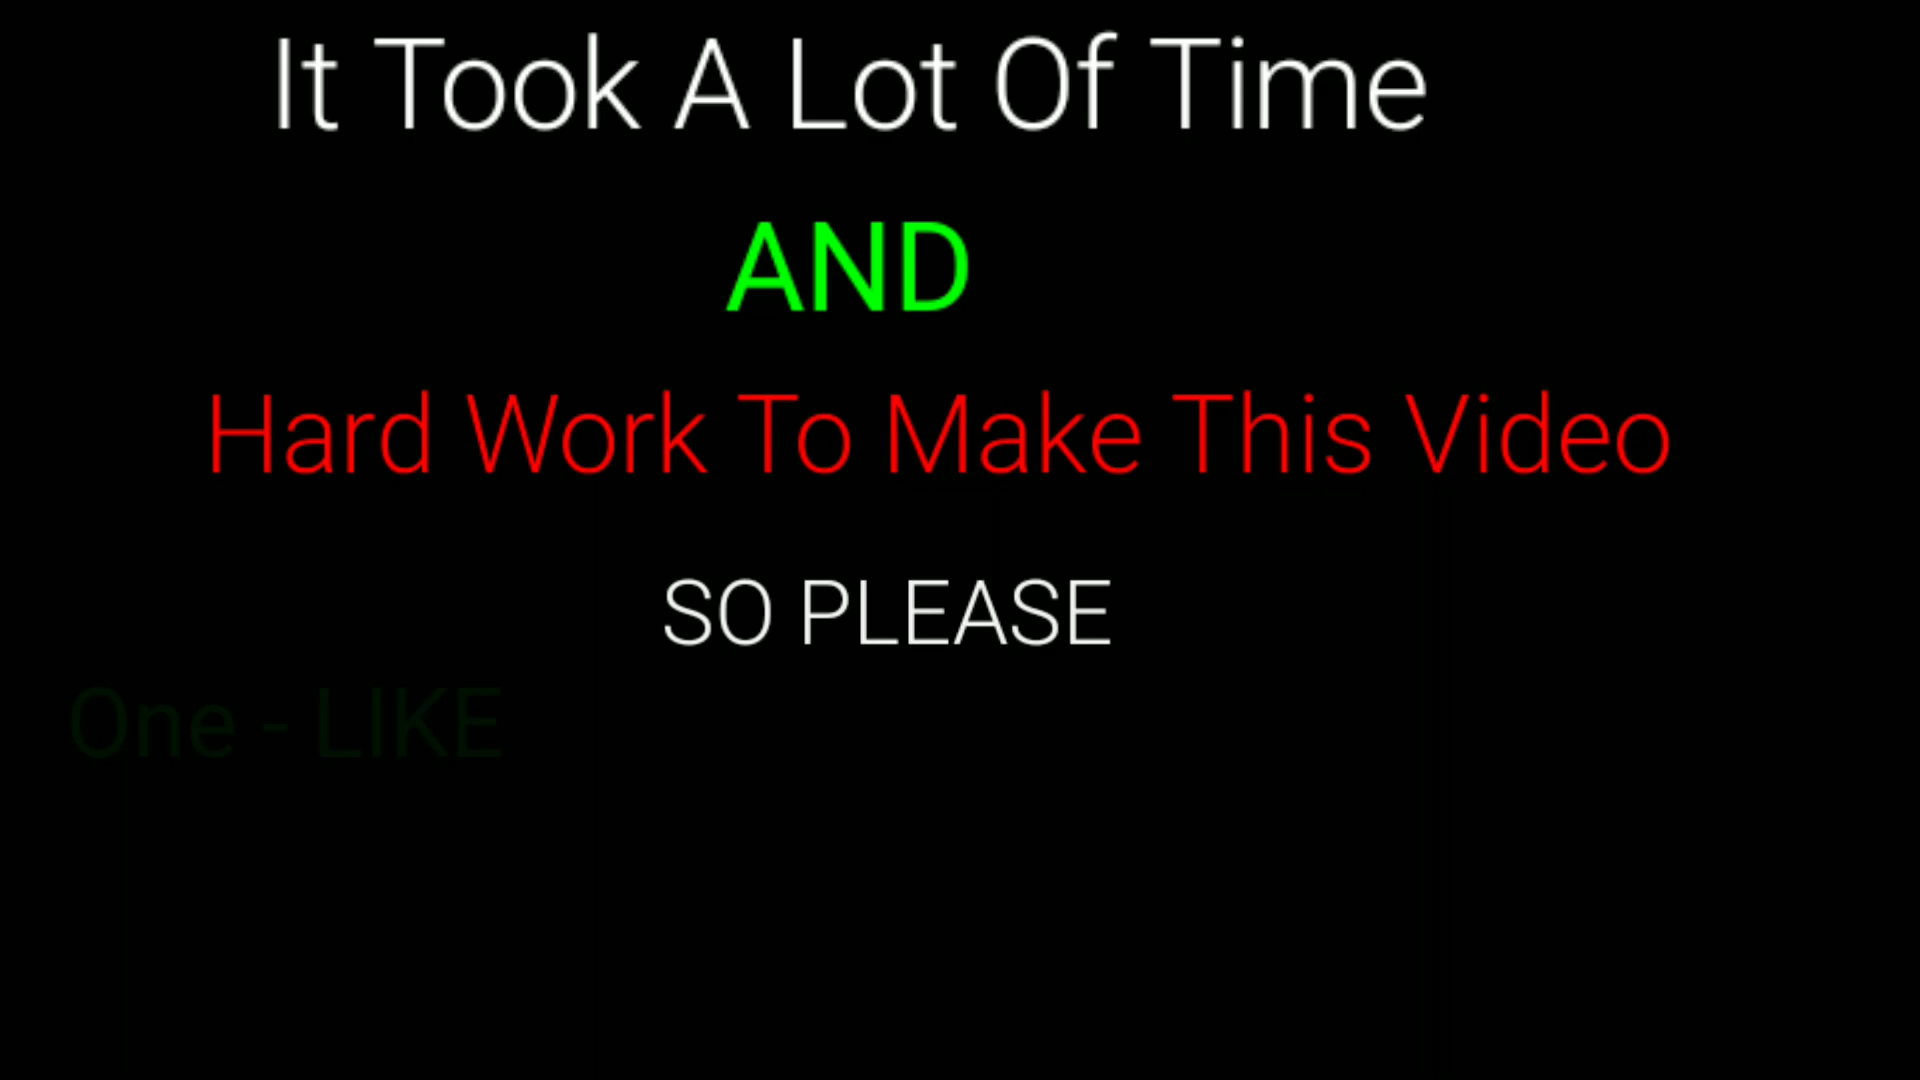 It Took A Lot Of Time
AND
Hard Work To Make This Video
SO PLEASE
One - LIKE